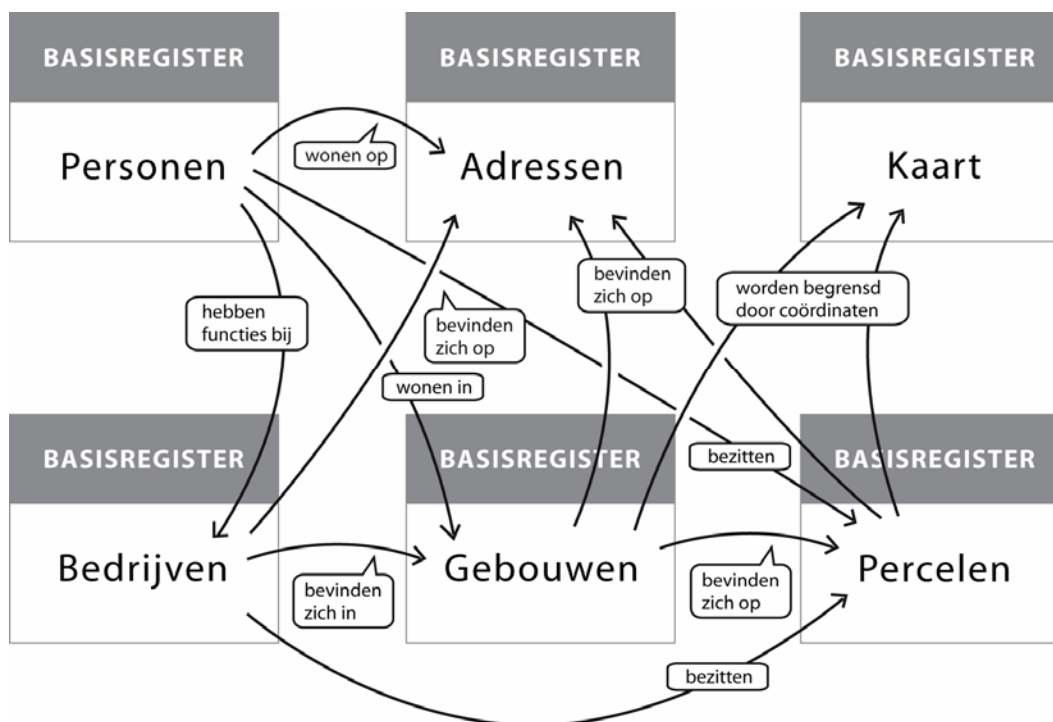 BASISREGISTER
BASISREGISTER
BASISREGISTER
Personen
wonen op
Adressen
Kaart
hebben
functies bij
bevinden
zich op
bevinden
zich op
worden begrensd
door coördinaten
wonen in
BASISREGISTER
BASISREGISTER
bezitten
BASISREGISTER
Bedrijven
bevinden
zich in
Gebouwen
bevinden
zich op
Percelen
bezitten